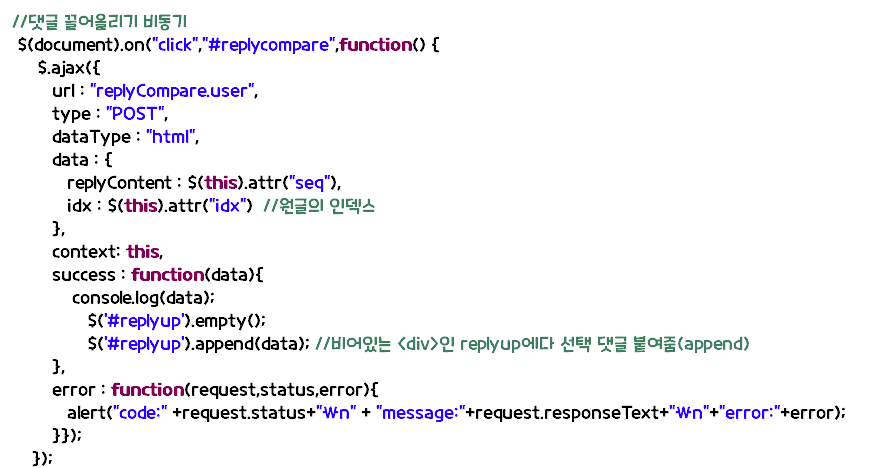 //댓글 끌어올리기 비동기
$(document).on("click","#replycompare",function() {
$.ajax({
url : "replyCompare.user",
type : "POST",
dataType : "html",
data : {
replyContent : $(this).attr("seq"),
idx : $(this).attr("idx")  //원글의 인덱스
},
context: this,
success : function(data){
console.log(data);
$('#replyup').empty();
$('#replyup').append(data); //비어있는 <div>인 replyup에다 선택 댓글 붙여줌(append)
},
error : function(request,status,error){
alert("code:" +request.status+"₩n" + "message:"+request.responseText+"₩n"+"error:"+error);
}});
});